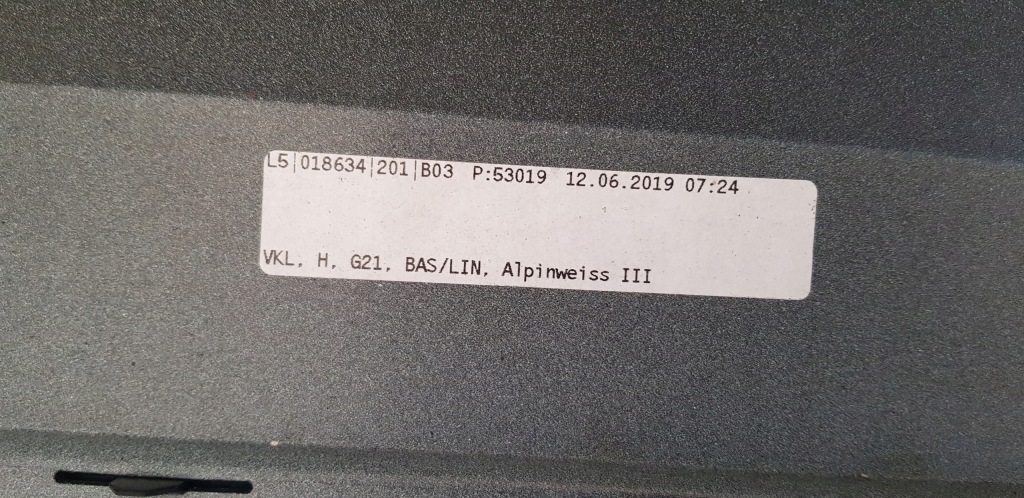 L5|018634|201|B03 P:53019 12.06.2019 07:24
VKL, H, G21, BAS/LIN, Alpinweiss III